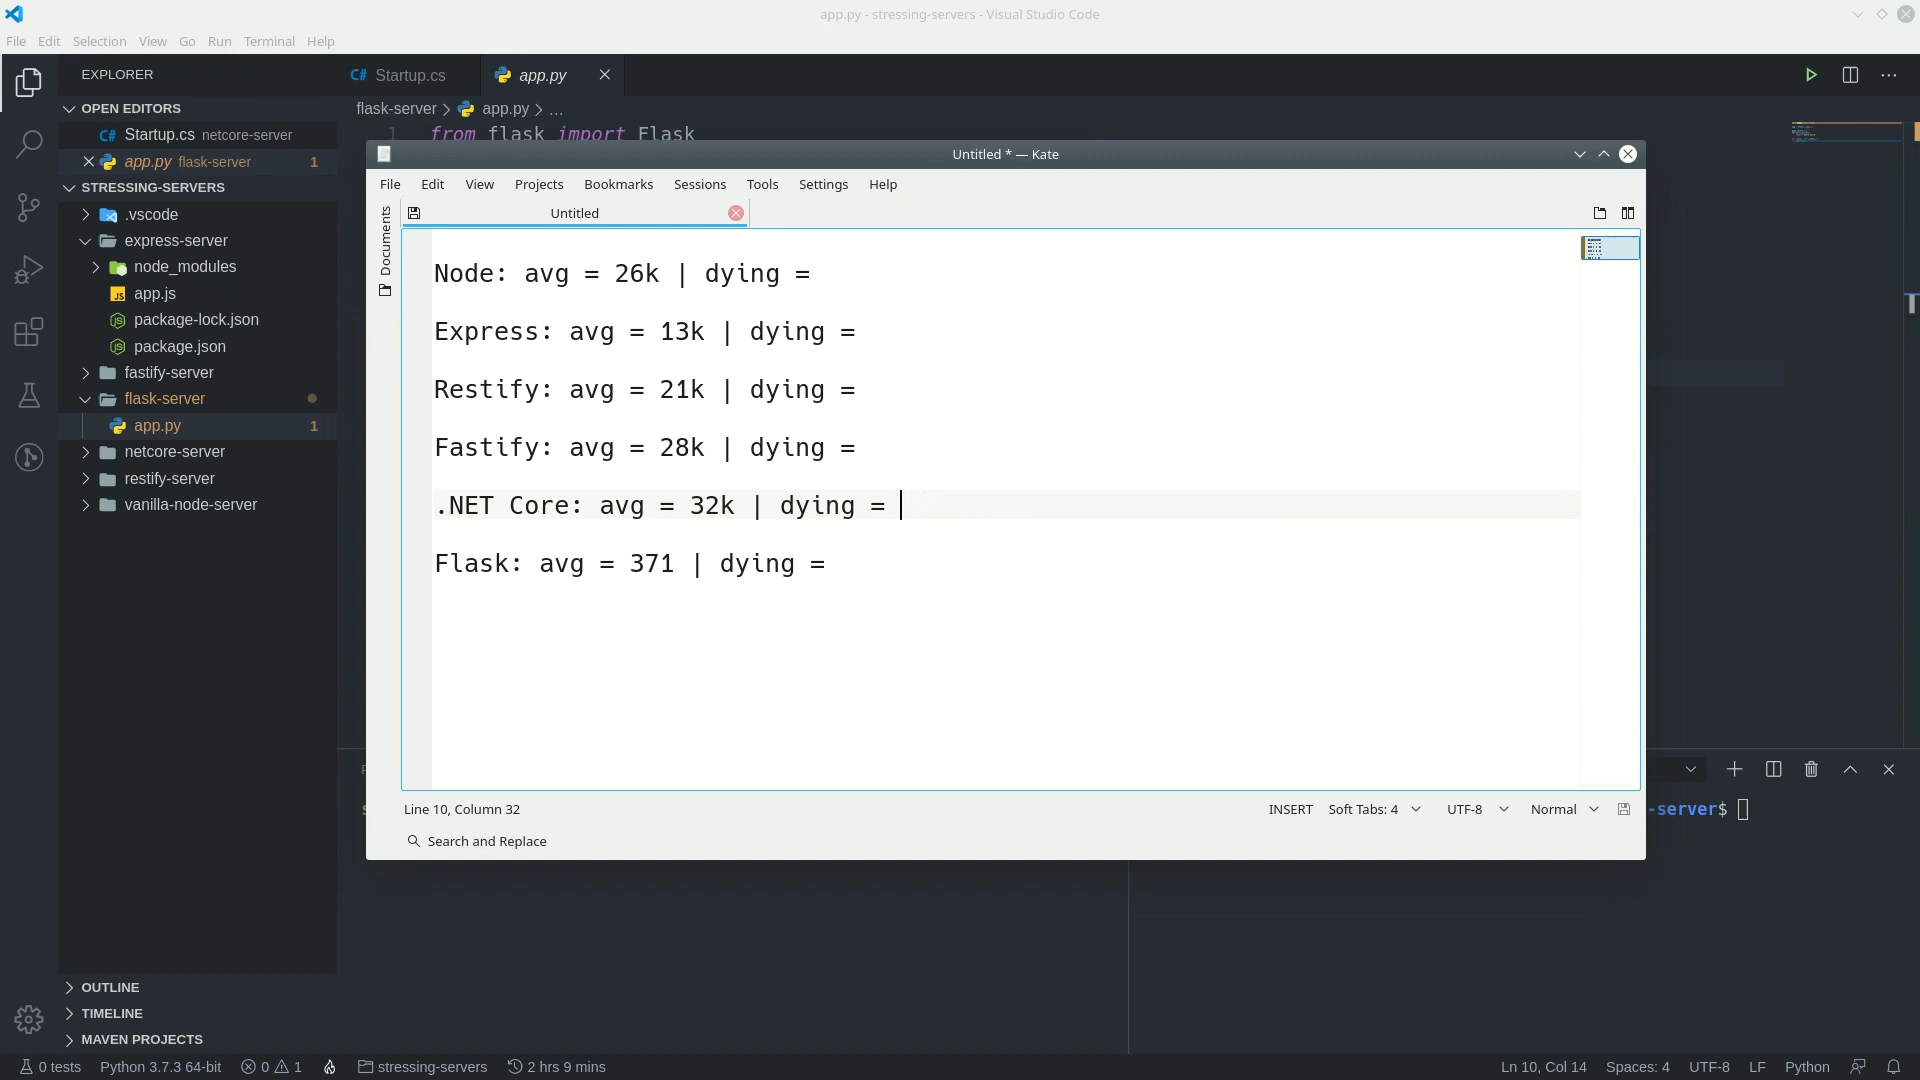 app.py - stressing-servers - Visual Studio Code
File Edit Selection View Go Run Terminal Help
EXPLORER
C# Startup.cs
app.py
OPEN EDITORS
flask-server > app.py > ...
C# Startup.cs netcore-server
1 from flask import Flask
app.py flask-server 1
Untitled * — Kate
STRESSING-SERVERS
File Edit View Projects Bookmarks Sessions Tools Settings Help
.vscode
Untitled
express-server
Documents
node_modules
Node: avg = 26k | dying =
JS app.js
package-lock.json
Express: avg = 13k | dying =
package.json
fastify-server
Restify: avg = 21k | dying =
flask-server
app.py 1
Fastify: avg = 28k | dying =
netcore-server
restify-server
vanilla-node-server
.NET Core: avg = 32k | dying =
Flask: avg = 371 | dying =
-server$
Line 10, Column 32
INSERT Soft Tabs: 4 UTF-8 Normal
Search and Replace
OUTLINE
TIMELINE
MAVEN PROJECTS
0 tests Python 3.7.3 64-bit 0 1 stressing-servers 2 hrs 9 mins
Ln 10, Col 14 Spaces: 4 UTF-8 LF Python